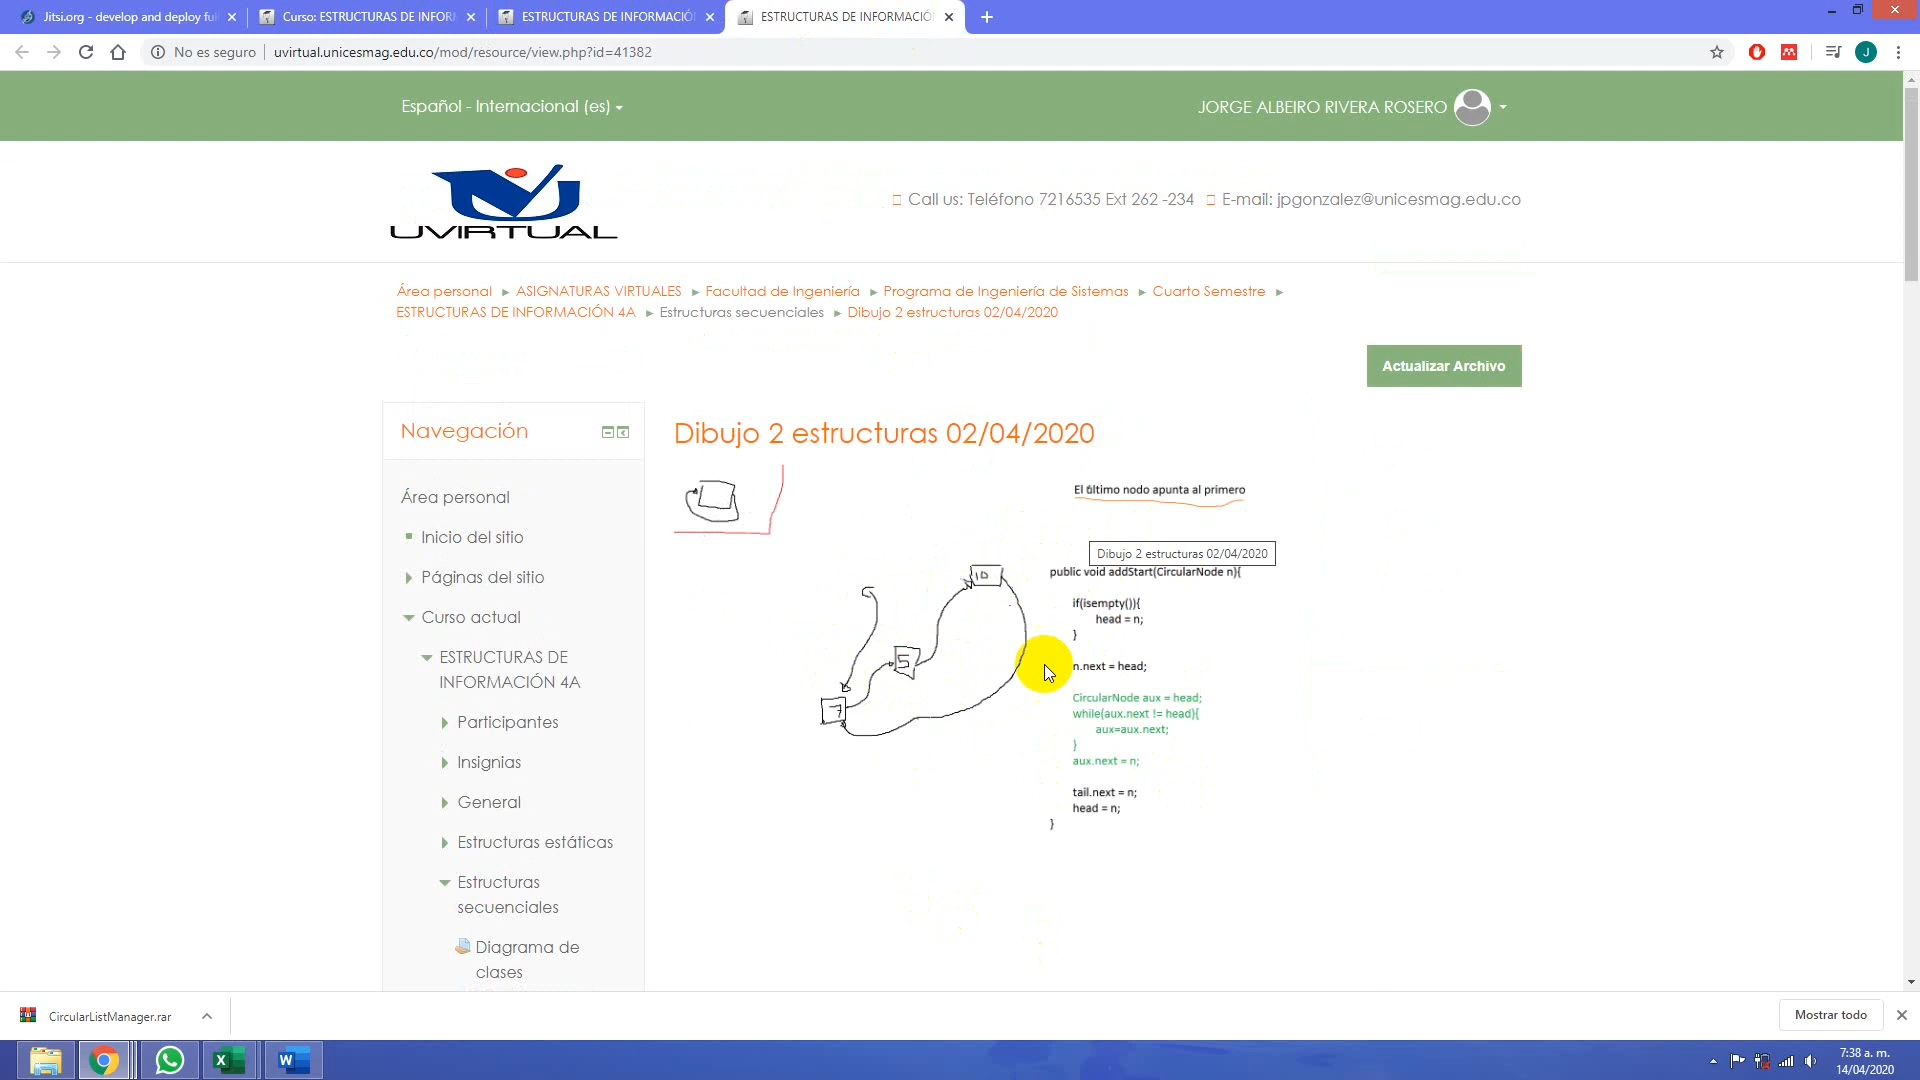 Jitsi.org - develop and deploy ful
Curso: ESTRUCTURAS DE INFORM
ESTRUCTURAS DE INFORMACIÓN
ESTRUCTURAS DE INFORMACIÓN
No es seguro
uvirtual.unicesmag.edu.co/mod/resource/view.php?id=41382
J
Español - Internacional (es)
JORGE ALBEIRO RIVERA ROSERO
UVIRTUAL
Call us: Teléfono 7216535 Ext 262 -234
E-mail: jpgonzalez@unicesmag.edu.co
Área personal ► ASIGNATURAS VIRTUALES ► Facultad de Ingeniería ► Programa de Ingeniería de Sistemas ► Cuarto Semestre ►
ESTRUCTURAS DE INFORMACIÓN 4A ► Estructuras secuenciales ► Dibujo 2 estructuras 02/04/2020
Actualizar Archivo
Navegación
Área personal
Inicio del sitio
Páginas del sitio
Curso actual
ESTRUCTURAS DE
INFORMACIÓN 4A
Participantes
Insignias
General
Estructuras estáticas
Estructuras
secuenciales
Diagrama de
clases
Dibujo 2 estructuras 02/04/2020
El último nodo apunta al primero
Dibujo 2 estructuras 02/04/2020
10
5
7
public void addStart(CircularNode n){
if(isempty()){
head = n;
}
n.next = head;
CircularNode aux = head;
while(aux.next != head){
aux=aux.next;
}
aux.next = n;
tail.next = n;
head = n;
}
CircularListManager.rar
Mostrar todo
7:38 a. m.
14/04/2020